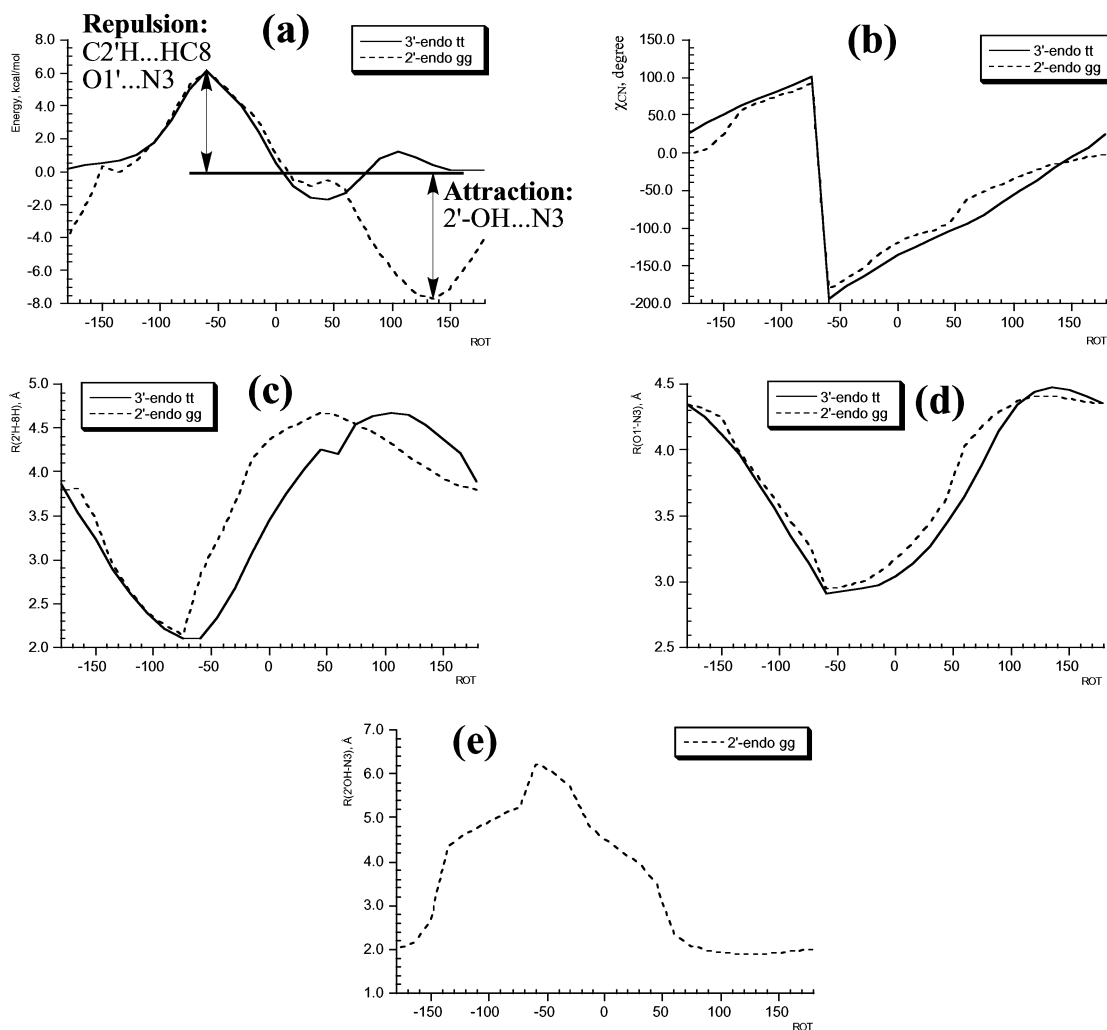 Repulsion:
C2'H...HC8
O1'...N3
(a)
3'-endo tt
2'-endo gg
Energy, kcal/mol
8.0
6.0
4.0
2.0
0.0
-2.0
-4.0
-6.0
-8.0
Attraction:
2'-OH...N3
-150
-100
-50
0
50
100
150
ROT
(b)
3'-endo tt
2'-endo gg
χCN, degree
150.0
100.0
50.0
0.0
-50.0
-100.0
-150.0
-200.0
-150
-100
-50
0
50
100
150
ROT
(c)
3'-endo tt
2'-endo gg
R(2'H-8H), Å
5.0
4.5
4.0
3.5
3.0
2.5
2.0
-150
-100
-50
0
50
100
150
ROT
(d)
3'-endo tt
2'-endo gg
R(O1'-N3), Å
4.5
4.0
3.5
3.0
2.5
-150
-100
-50
0
50
100
150
ROT
(e)
2'-endo gg
R(2'OH-N3), Å
7.0
6.0
5.0
4.0
3.0
2.0
1.0
-150
-100
-50
0
50
100
150
ROT